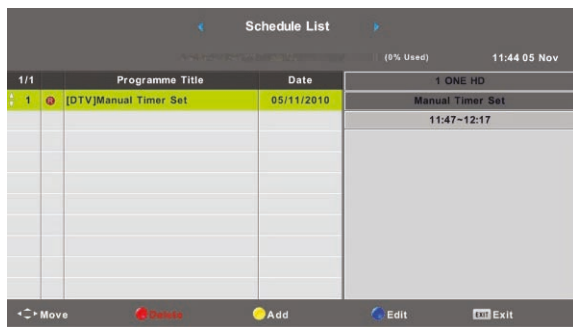 Schedule List
(0% Used) 11:44 05 Nov
1/1 Programme Title Date 1 ONE HD
1 [DTV]Manual Timer Set 05/11/2010 Manual Timer Set
11:47~12:17
Move Delete Add Edit EXIT Exit